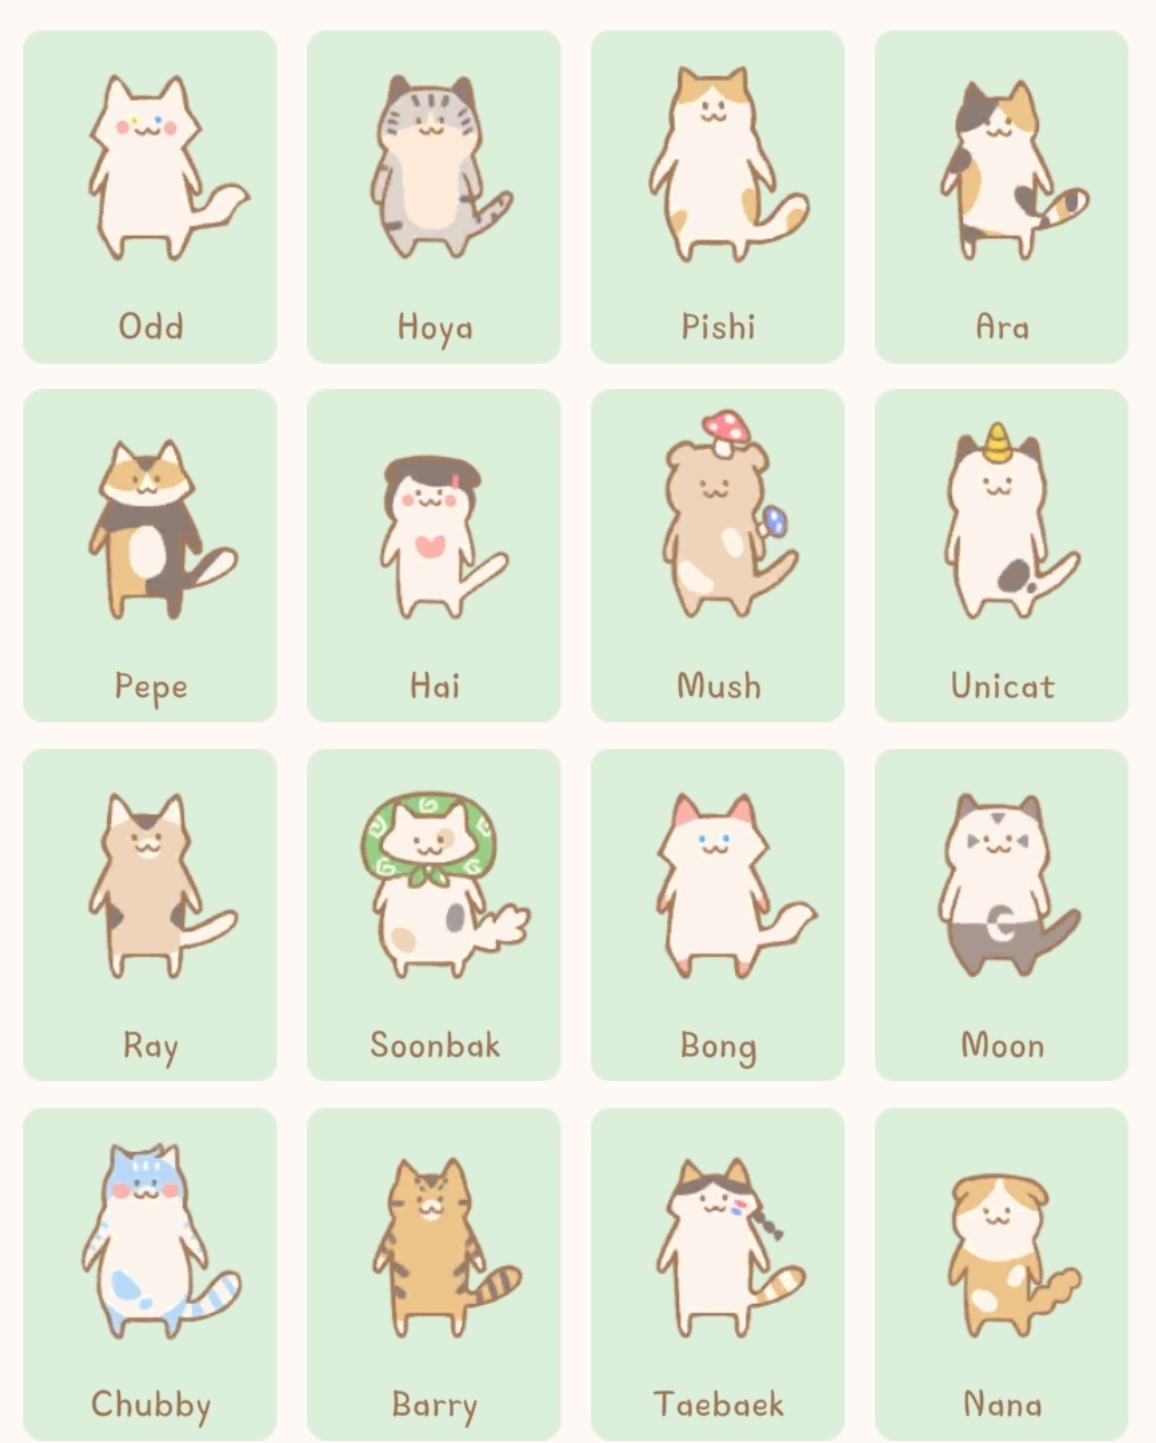 Odd
Hoya
Pishi
Ara
Pepe
Hai
Mush
Unicat
Ray
Soonbak
Bong
Moon
Chubby
Barry
Taebaek
Nana